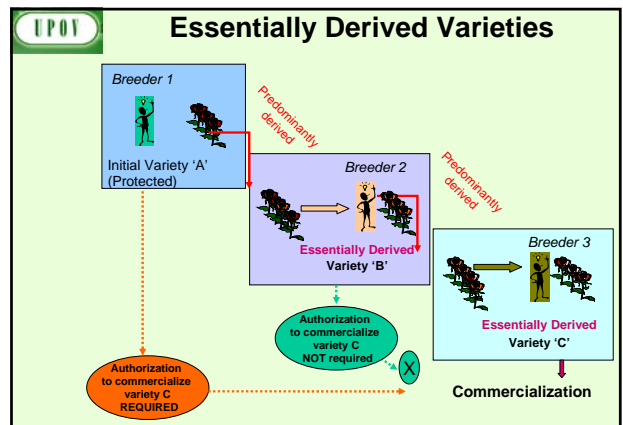 UPOV
Essentially Derived Varieties
Breeder 1
Initial Variety 'A'
(Protected)
Predominantly
derived
Breeder 2
Essentially Derived
Variety 'B'
Predominantly
derived
Breeder 3
Essentially Derived
Variety 'C'
Authorization
to commercialize
variety C
NOT required
X
Authorization
to commercialize
variety C
REQUIRED
Commercialization